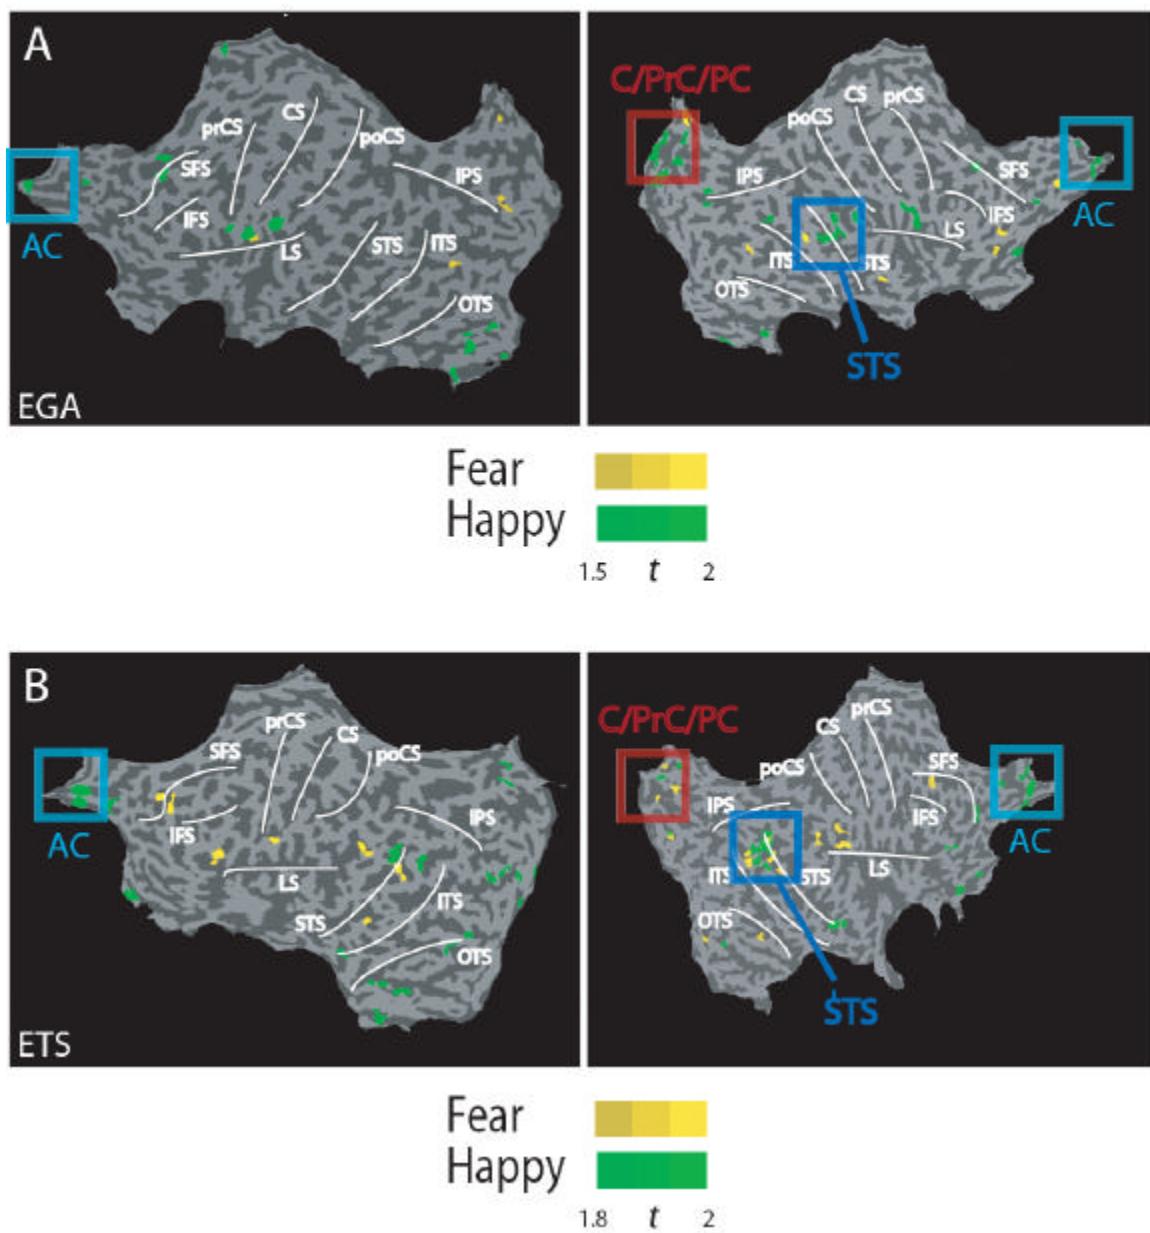 A
C/PrC/PC
CS
prCS
CS
prCS
poCS
poCS
SFS
IPS
IPS
SFS
AC
IFS
LS
STS
ITS
ITS
STS
LS
IFS
AC
OTS
OTS
STS
EGA
Fear
Happy
1.5 t 2
B
C/PrC/PC
prCS
CS
prCS
SFS
CS
poCS
poCS
SFS
IPS
IPS
IFS
IFS
AC
LS
AC
ITS
STS
LS
STS
ITS
OTS
OTS
STS
ETS
Fear
Happy
1.8 t 2